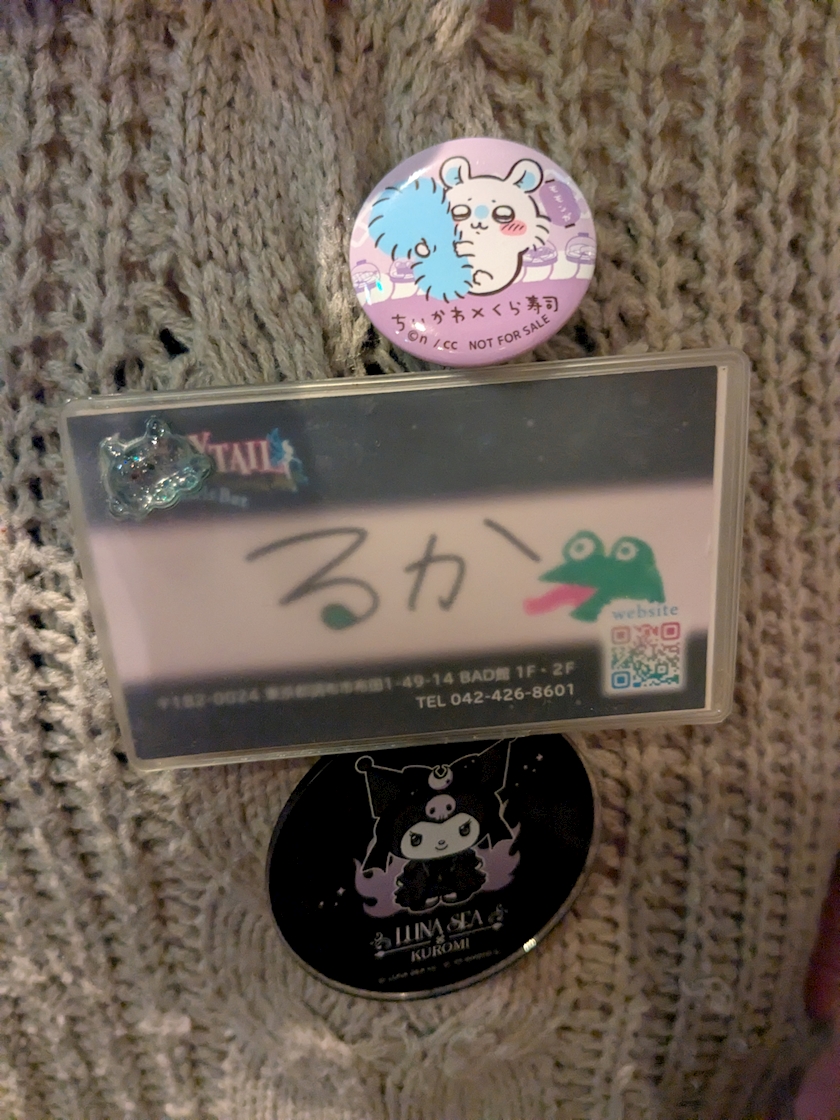 ちいかわ×くら寿司
©n / CC NOT FOR SALE
TAIL
Bar
るか
website
〒182-0024 東京都調布市布田1-49-14 BAD館 1F・2F
TEL 042-426-8601
LUNA SEA
KUROMI